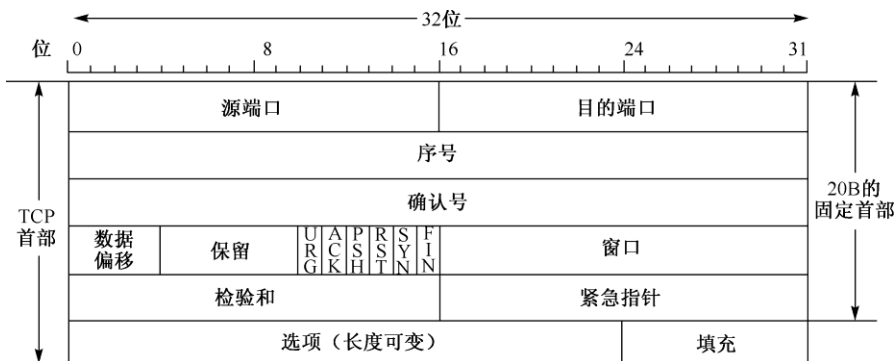 32位
位 0 8 16 24 31
源端口 目的端口
序号
确认号
TCP
首部
20B的
固定首部
数据
偏移
保留
URG
ACK
PSH
RST
SYN
FIN
窗口
检验和 紧急指针
选项（长度可变） 填充